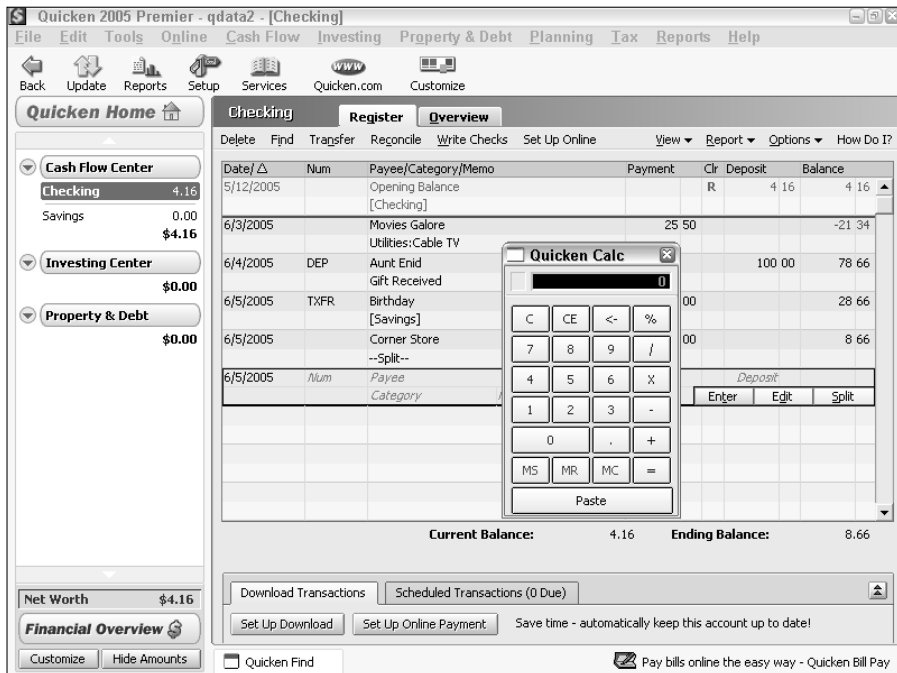 Quicken 2005 Premier - qdata2 - [Checking]
File Edit Tools Online Cash Flow Investing Property & Debt Planning Tax Reports Help
www
Back Update Reports Setup Services Quicken.com Customize
Quicken Home
Checking Register Overview
Delete Find Transfer Reconcile Write Checks Set Up Online View Report Options How Do I?
Cash Flow Center
Checking 4.16
Savings 0.00
$4.16
Investing Center
$0.00
Property & Debt
$0.00
Date/ Num Payee/Category/Memo Payment Clr Deposit Balance
5/12/2005 Opening Balance R 4 16 4 16
[Checking]
6/3/2005 Movies Galore 25 50 -21 34
Utilities:Cable TV
6/4/2005 DEP Aunt Enid 100 00 78 66
Gift Received
6/5/2005 TXFR Birthday 00 28 66
[Savings]
6/5/2005 Corner Store 00 8 66
--Split--
6/5/2005 Num Payee Deposit
Category Enter Edit Split
Quicken Calc
0
C CE <- %
7 8 9 /
4 5 6 X
1 2 3 -
0 . +
MS MR MC =
Paste
Current Balance: 4.16 Ending Balance: 8.66
Net Worth $4.16
Financial Overview
Customize Hide Amounts
Download Transactions Scheduled Transactions (0 Due)
Set Up Download Set Up Online Payment Save time - automatically keep this account up to date!
Quicken Find Pay bills online the easy way - Quicken Bill Pay